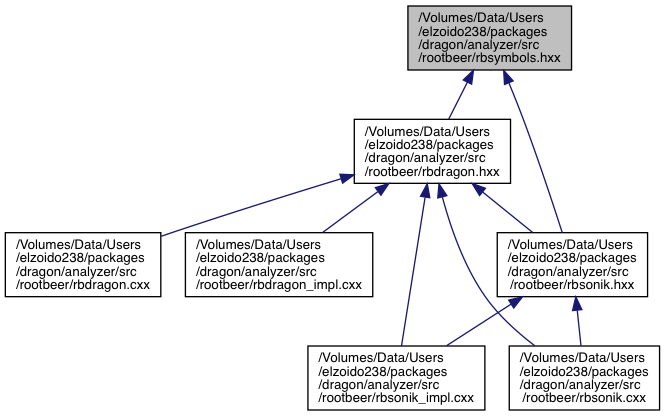 /Volumes/Data/Users
/elzoido238/packages
/dragon/analyzer/src
/rootbeer/rbsymbols.hxx
/Volumes/Data/Users
/elzoido238/packages
/dragon/analyzer/src
/rootbeer/rbdragon.hxx
/Volumes/Data/Users
/elzoido238/packages
/dragon/analyzer/src
/rootbeer/rbdragon.cxx
/Volumes/Data/Users
/elzoido238/packages
/dragon/analyzer/src
/rootbeer/rbdragon_impl.cxx
/Volumes/Data/Users
/elzoido238/packages
/dragon/analyzer/src
/rootbeer/rbsonik.hxx
/Volumes/Data/Users
/elzoido238/packages
/dragon/analyzer/src
/rootbeer/rbsonik_impl.cxx
/Volumes/Data/Users
/elzoido238/packages
/dragon/analyzer/src
/rootbeer/rbsonik.cxx